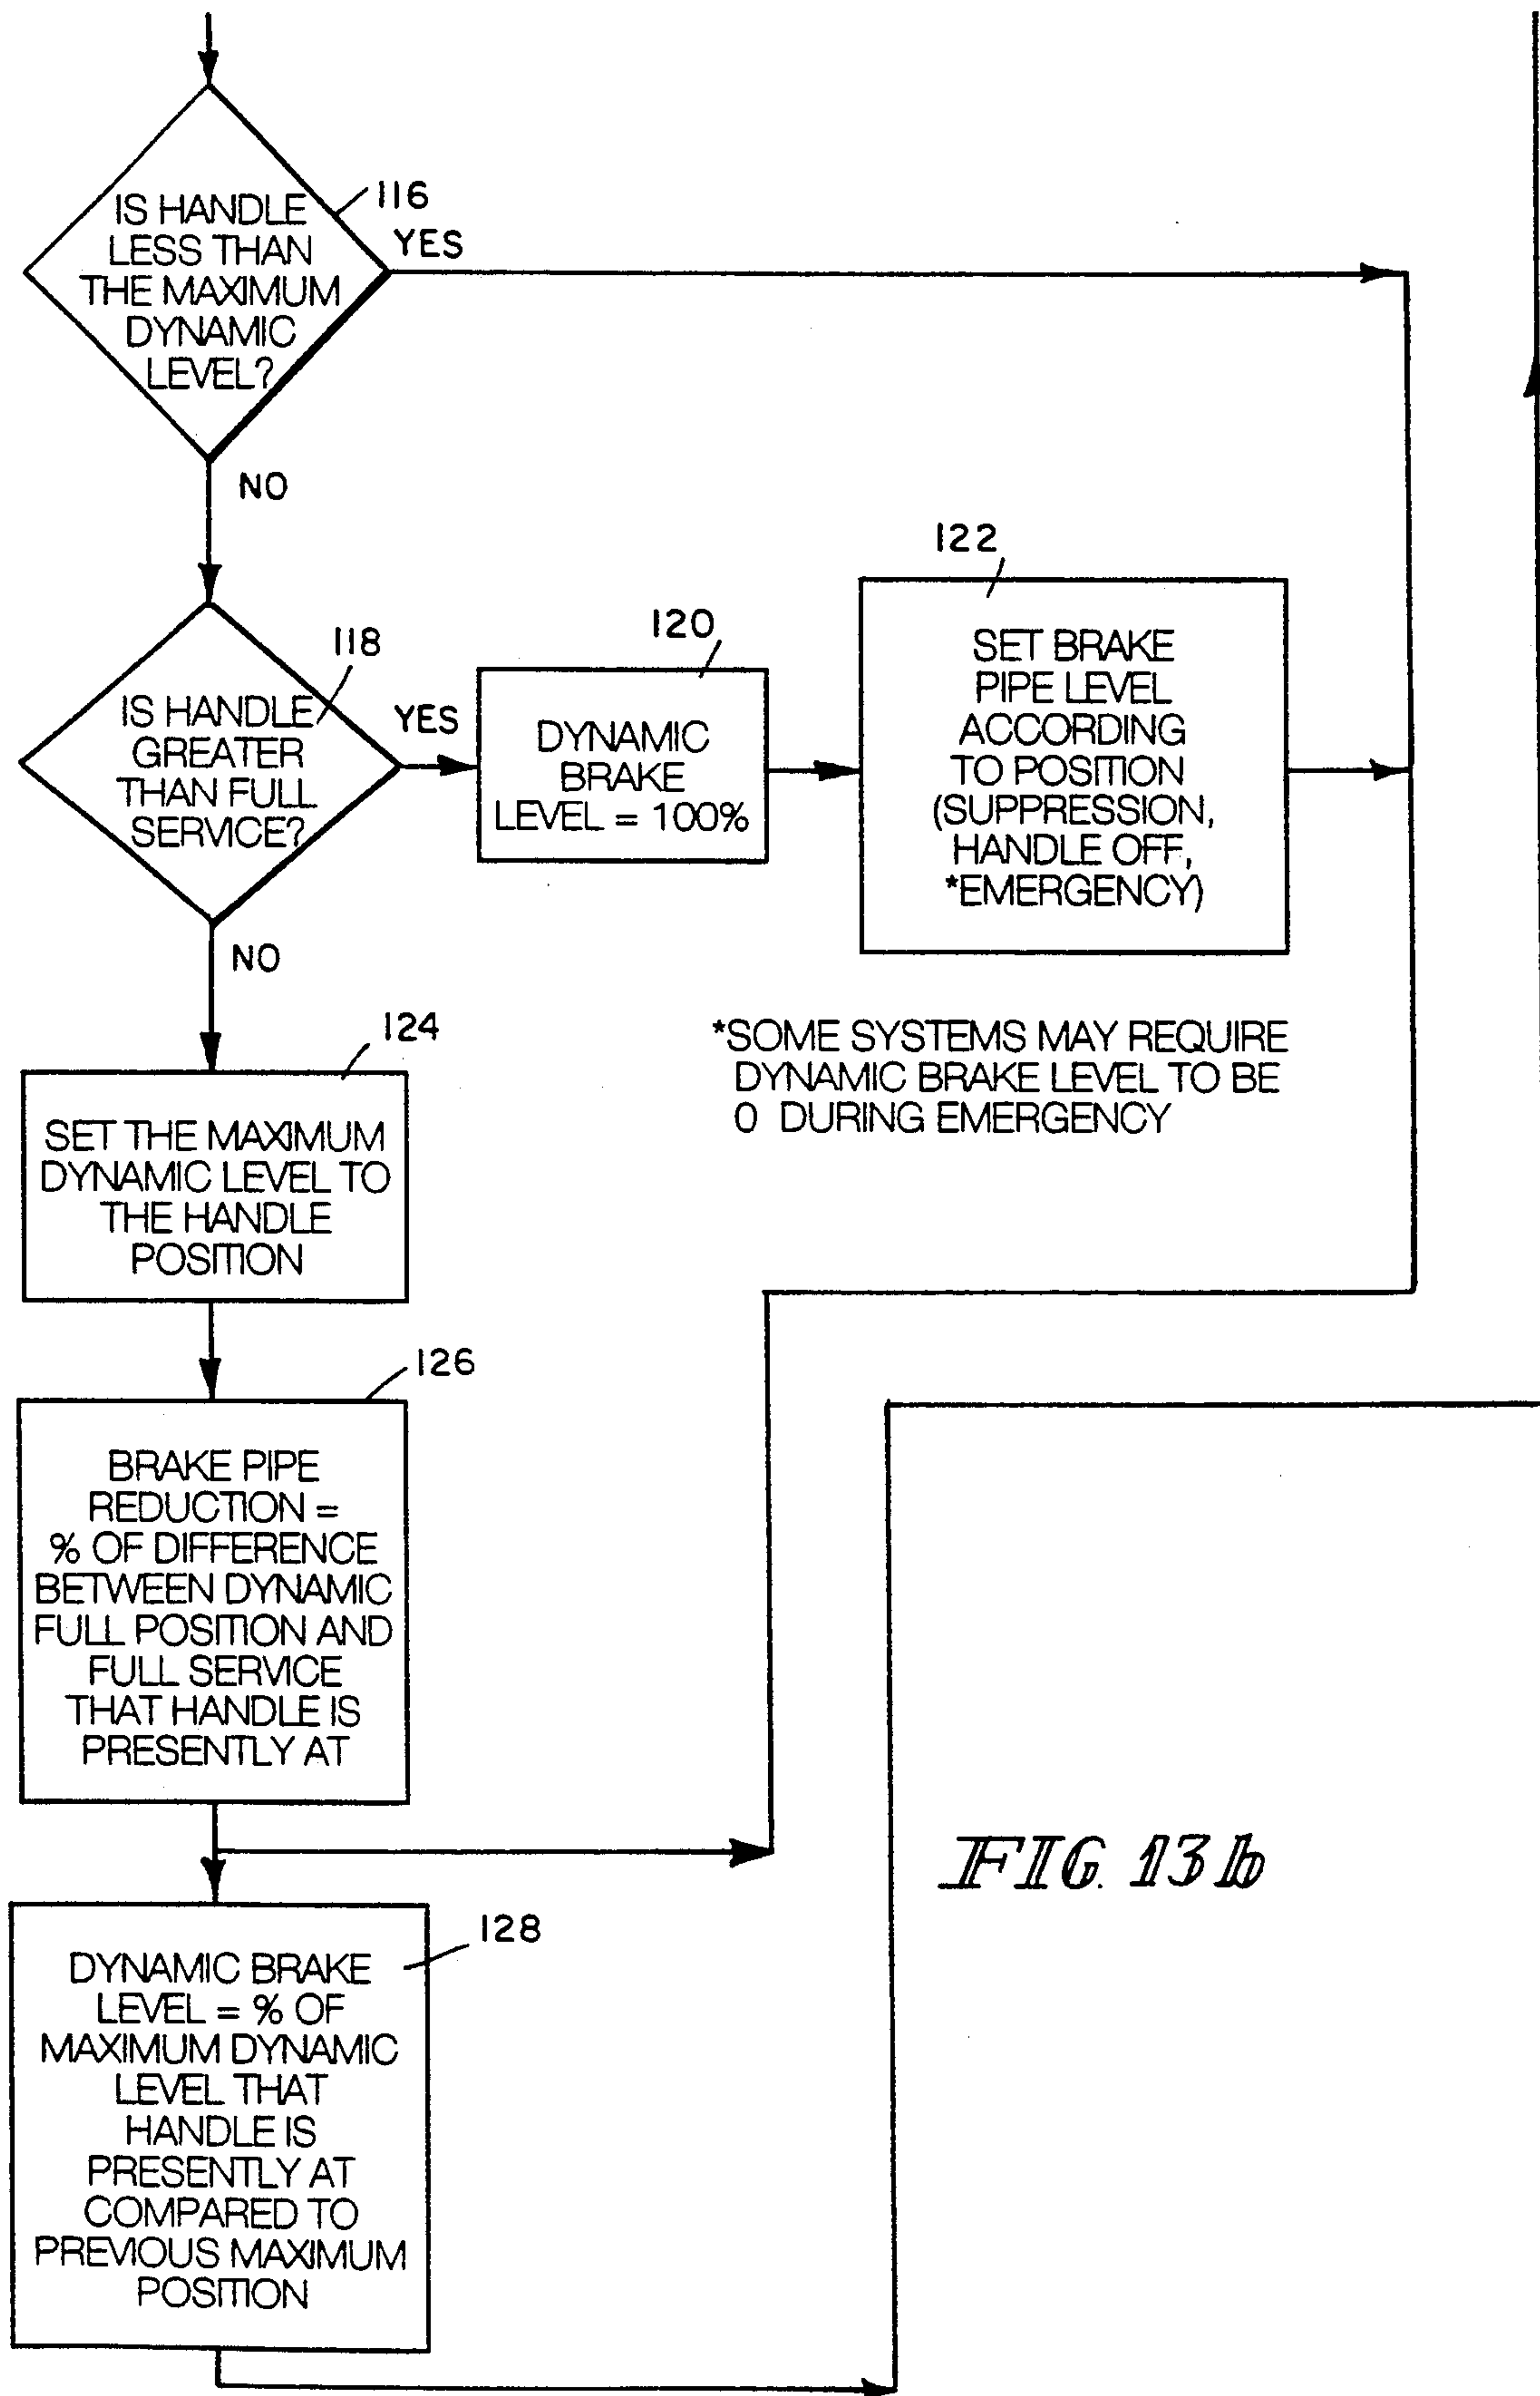 116
IS HANDLE
LESS THAN
THE MAXIMUM
DYNAMIC
LEVEL?
YES
NO
118
IS HANDLE
GREATER
THAN FULL
SERVICE?
YES
NO
120
DYNAMIC
BRAKE
LEVEL = 100%
122
SET BRAKE
PIPE LEVEL
ACCORDING
TO POSITION
(SUPPRESSION,
HANDLE OFF,
*EMERGENCY)
*SOME SYSTEMS MAY REQUIRE
DYNAMIC BRAKE LEVEL TO BE
0 DURING EMERGENCY
124
SET THE MAXIMUM
DYNAMIC LEVEL TO
THE HANDLE
POSITION
126
BRAKE PIPE
REDUCTION =
% OF DIFFERENCE
BETWEEN DYNAMIC
FULL POSITION AND
FULL SERVICE
THAT HANDLE IS
PRESENTLY AT
128
DYNAMIC BRAKE
LEVEL = % OF
MAXIMUM DYNAMIC
LEVEL THAT
HANDLE IS
PRESENTLY AT
COMPARED TO
PREVIOUS MAXIMUM
POSITION
FIG. 13b